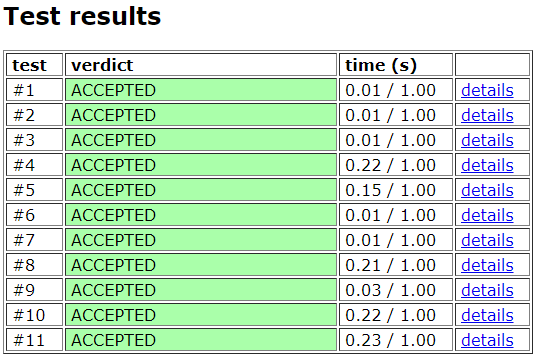 Test results
test verdict time (s)
#1 ACCEPTED 0.01 / 1.00 details
#2 ACCEPTED 0.01 / 1.00 details
#3 ACCEPTED 0.01 / 1.00 details
#4 ACCEPTED 0.22 / 1.00 details
#5 ACCEPTED 0.15 / 1.00 details
#6 ACCEPTED 0.01 / 1.00 details
#7 ACCEPTED 0.01 / 1.00 details
#8 ACCEPTED 0.21 / 1.00 details
#9 ACCEPTED 0.03 / 1.00 details
#10 ACCEPTED 0.22 / 1.00 details
#11 ACCEPTED 0.23 / 1.00 details